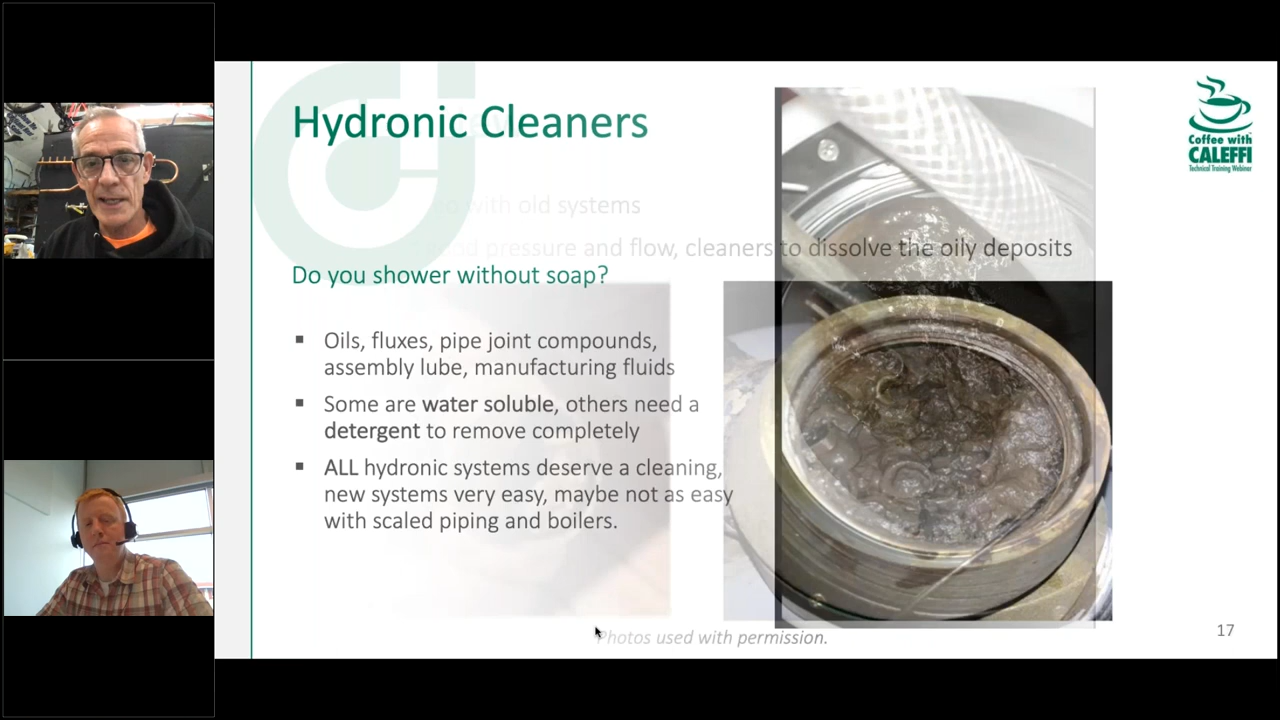 Hydronic Cleaners
with old systems
pressure and flow, cleaners to dissolve the oily deposits
Do you shower without soap?
Oils, fluxes, pipe joint compounds,
assembly lube, manufacturing fluids
Some are water soluble, others need a
detergent to remove completely
ALL hydronic systems deserve a cleaning,
new systems very easy, maybe not as easy
with scaled piping and boilers.
Photos used with permission.
17
Coffee with
CALEFFI
Technical Training Webinar